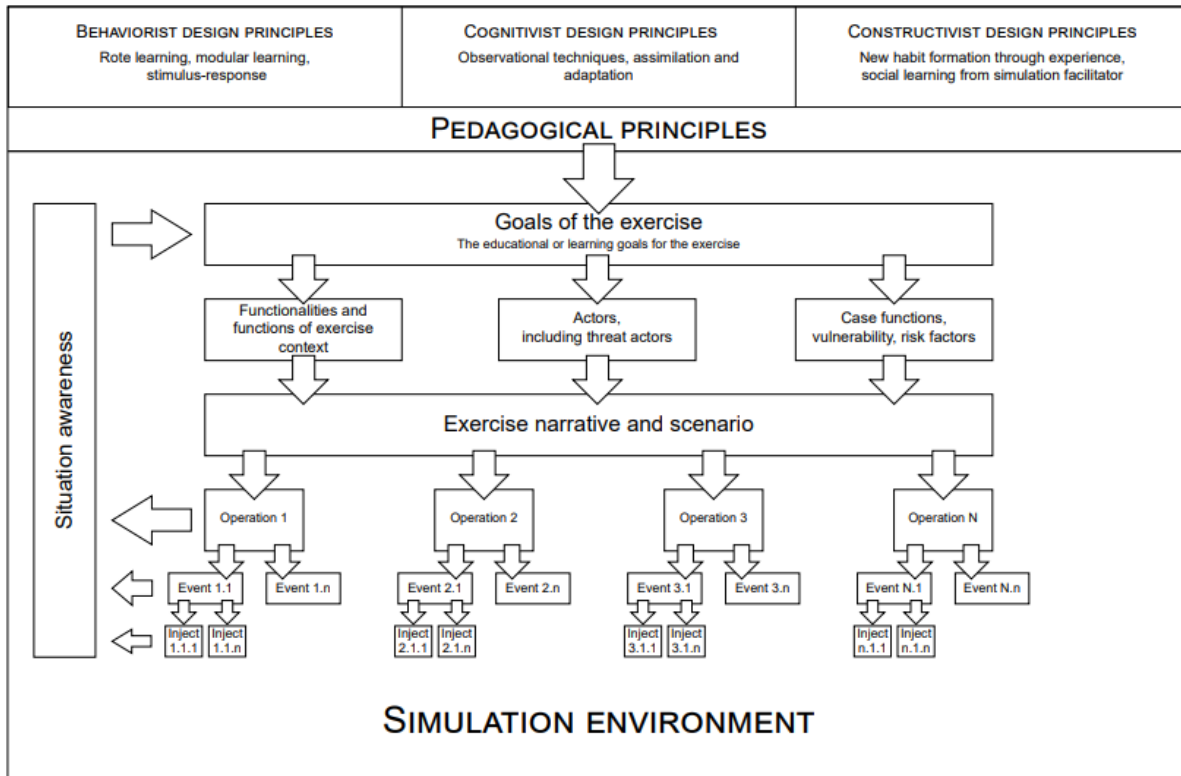 BEHAVIORIST DESIGN PRINCIPLES
Rote learning, modular learning,
stimulus-response
COGNITIVIST DESIGN PRINCIPLES
Observational techniques, assimilation and
adaptation
CONSTRUCTIVIST DESIGN PRINCIPLES
New habit formation through experience,
social learning from simulation facilitator
PEDAGOGICAL PRINCIPLES
Situation awareness
Goals of the exercise
The educational or learning goals for the exercise
Functionalities and
functions of exercise
context
Actors,
including threat actors
Case functions,
vulnerability, risk factors
Exercise narrative and scenario
Operation 1
Operation 2
Operation 3
Operation N
Event 1.1
Event 1.n
Event 2.1
Event 2.n
Event 3.1
Event 3.n
Event N.1
Event N.n
Inject
1.1.1
Inject
1.1.n
Inject
2.1.1
Inject
2.1.n
Inject
3.1.1
Inject
3.1.n
Inject
n.1.1
Inject
n.1.n
SIMULATION ENVIRONMENT